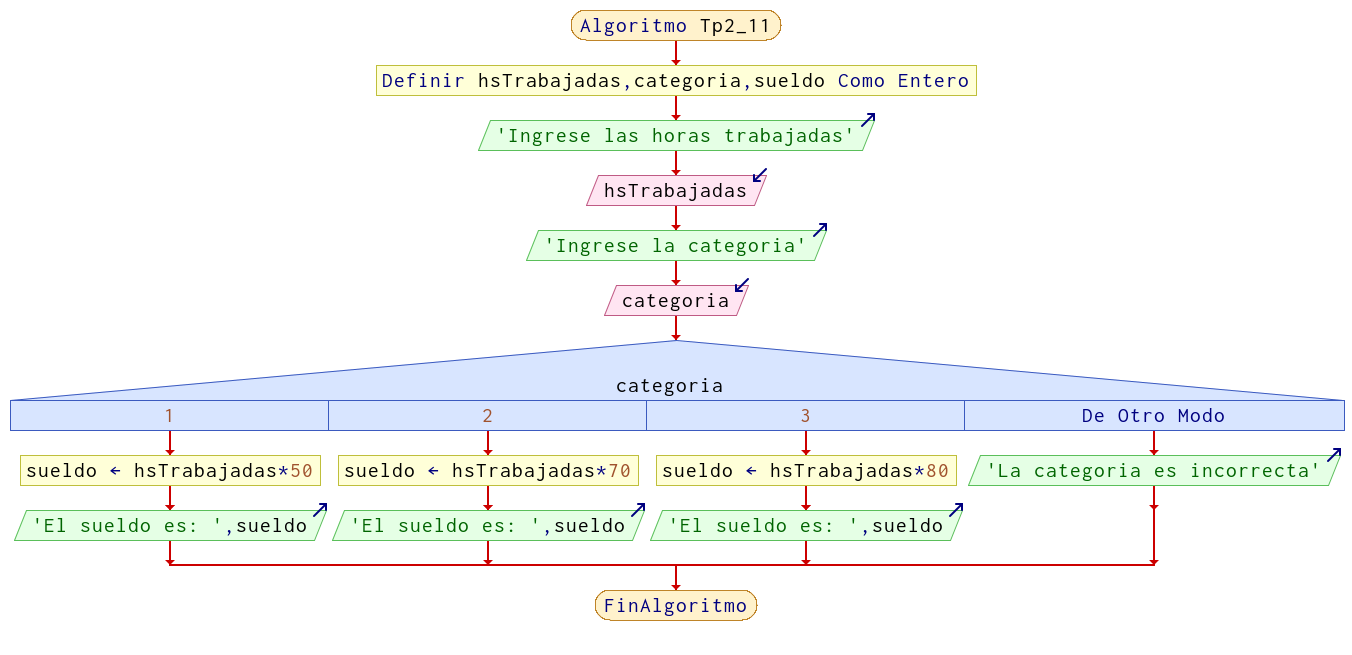 Algoritmo Tp2_11
Definir hsTrabajadas,categoria,sueldo Como Entero
'Ingrese las horas trabajadas'
hsTrabajadas
'Ingrese la categoria'
categoria
categoria
1 2 3 De Otro Modo
sueldo ← hsTrabajadas*50 sueldo ← hsTrabajadas*70 sueldo ← hsTrabajadas*80 'La categoria es incorrecta'
'El sueldo es: ',sueldo 'El sueldo es: ',sueldo 'El sueldo es: ',sueldo
FinAlgoritmo